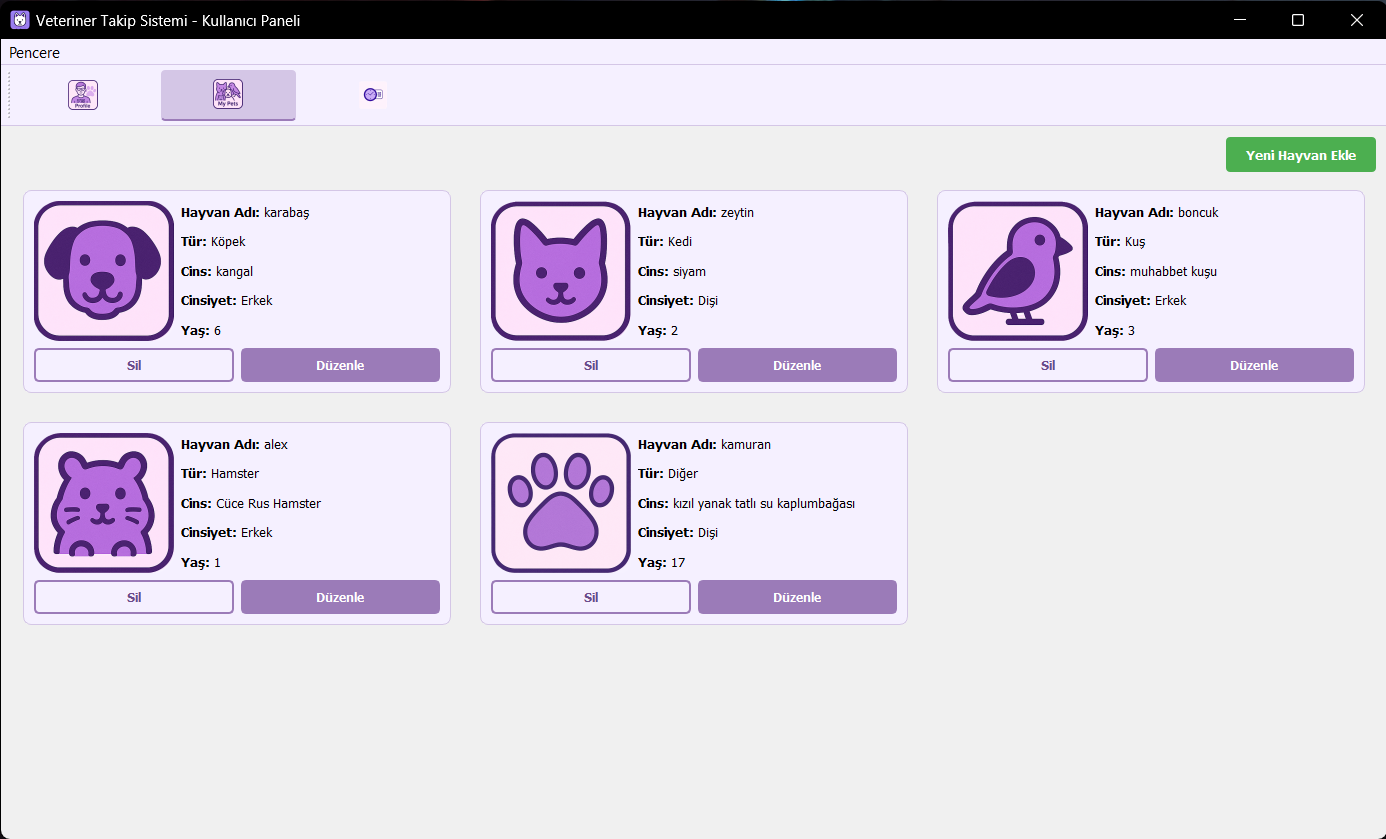 Veteriner Takip Sistemi - Kullanıcı Paneli
Pencere
Profile
My Pets
Yeni Hayvan Ekle
Hayvan Adı: karabaş
Tür: Köpek
Cins: kangal
Cinsiyet: Erkek
Yaş: 6
Sil
Düzenle
Hayvan Adı: zeytin
Tür: Kedi
Cins: siyam
Cinsiyet: Dişi
Yaş: 2
Sil
Düzenle
Hayvan Adı: boncuk
Tür: Kuş
Cins: muhabbet kuşu
Cinsiyet: Erkek
Yaş: 3
Sil
Düzenle
Hayvan Adı: alex
Tür: Hamster
Cins: Cüce Rus Hamster
Cinsiyet: Erkek
Yaş: 1
Sil
Düzenle
Hayvan Adı: kamuran
Tür: Diğer
Cins: kızıl yanak tatlı su kaplumbağası
Cinsiyet: Dişi
Yaş: 17
Sil
Düzenle